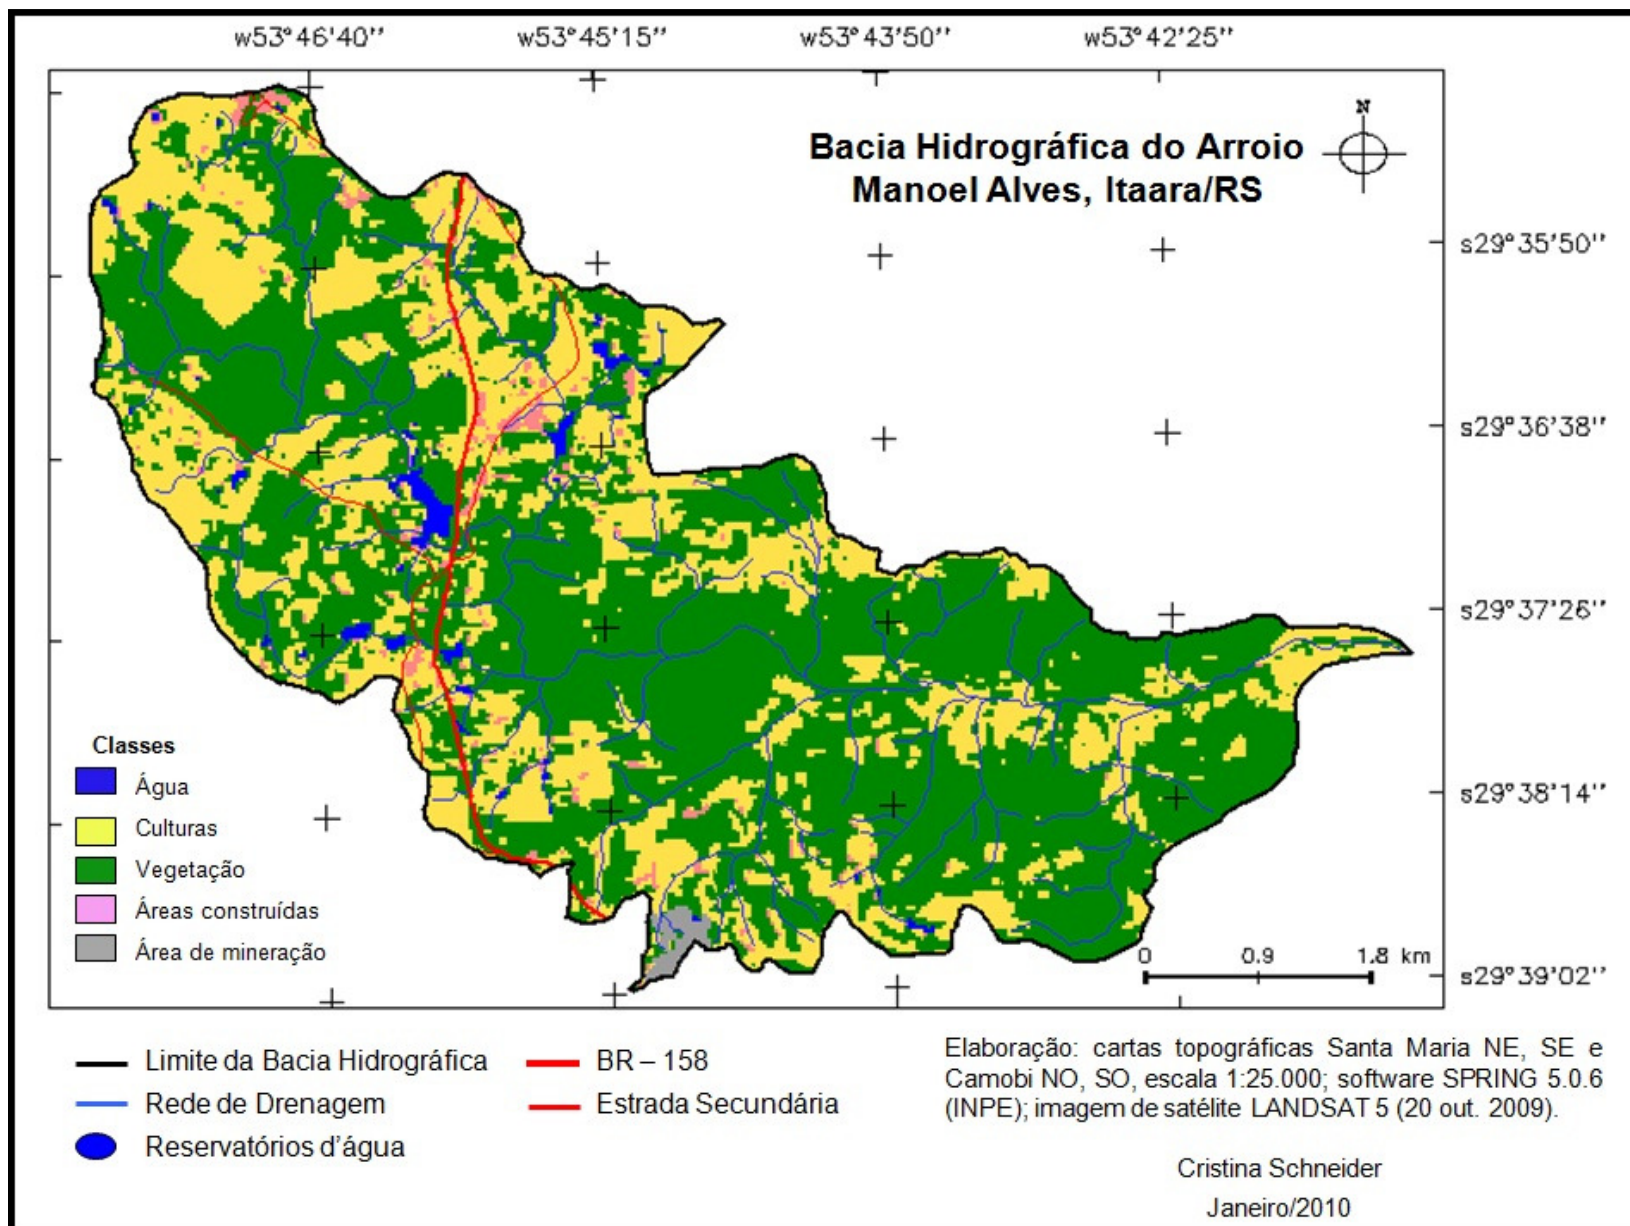 w53°46'40'' w53°45'15'' w53°43'50'' w53°42'25''
N
Bacia Hidrográfica do Arroio
Manoel Alves, Itaara/RS
s29°35'50''
s29°36'38''
s29°37'26''
s29°38'14''
s29°39'02''
Classes
Água
Culturas
Vegetação
Áreas construídas
Área de mineração
0 0.9 1.8 km
Limite da Bacia Hidrográfica
Rede de Drenagem
Reservatórios d'água
BR – 158
Estrada Secundária
Elaboração: cartas topográficas Santa Maria NE, SE e
Camobi NO, SO, escala 1:25.000; software SPRING 5.0.6
(INPE); imagem de satélite LANDSAT 5 (20 out. 2009).
Cristina Schneider
Janeiro/2010